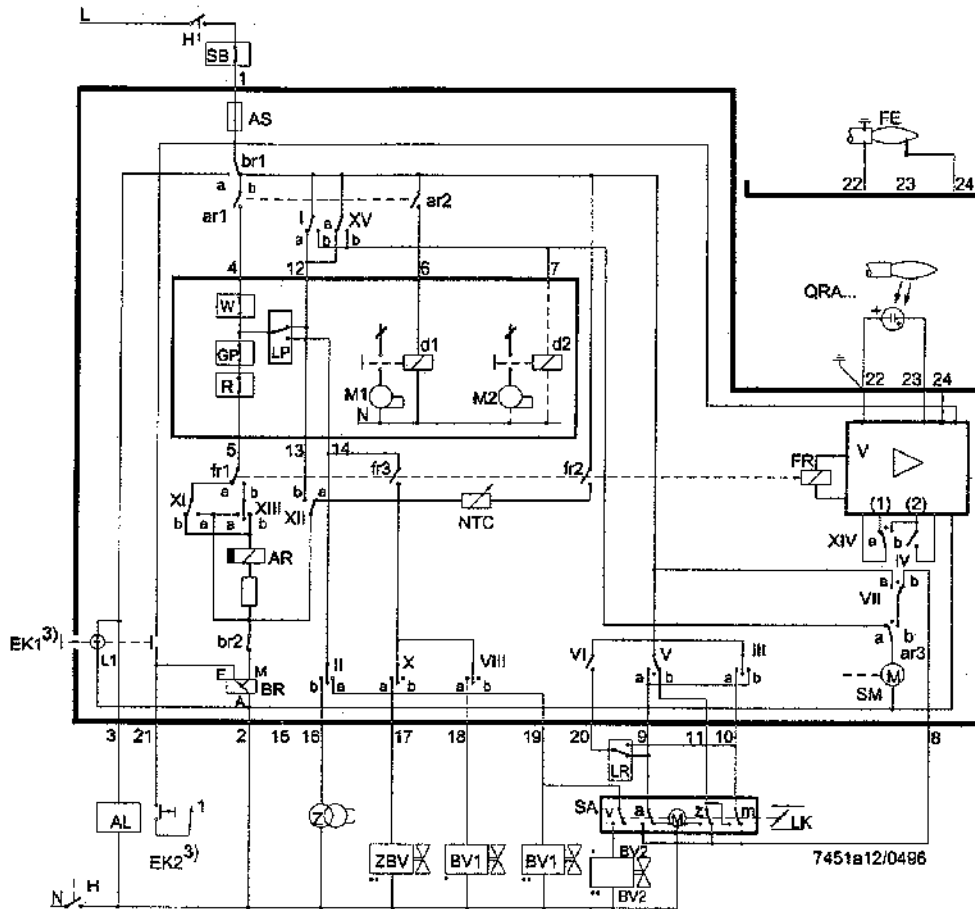 L
H
SB
1
AS
FE
br1
22 23 24
a b
ar1
ar2
I
XV
a b a b
4 12 6 7
W
GP
LP
R
d1
d2
M1
M2
N
QRA...
+
22 23 24
5 13 14
fr1
fr3
fr2
FR
V
XI
a b
b a a b
XIII
b a
XII
NTC
(1) (2)
XIV
a b
IV
AR
VII
a b
a b
ar3
EK1 3)
L1
br2
E M
BR
A
II
b a
X
a b
VIII
a b
VI
V
a b
III
a b
M
SM
3 21 2 15 16 17 18 19 20 9 11 10 8
LR
AL
1
EK2 3)
Z
SA
v a M z m
LK
ZBV
BV1
BV1
BV2
BV2
7451a12/0496
N
H